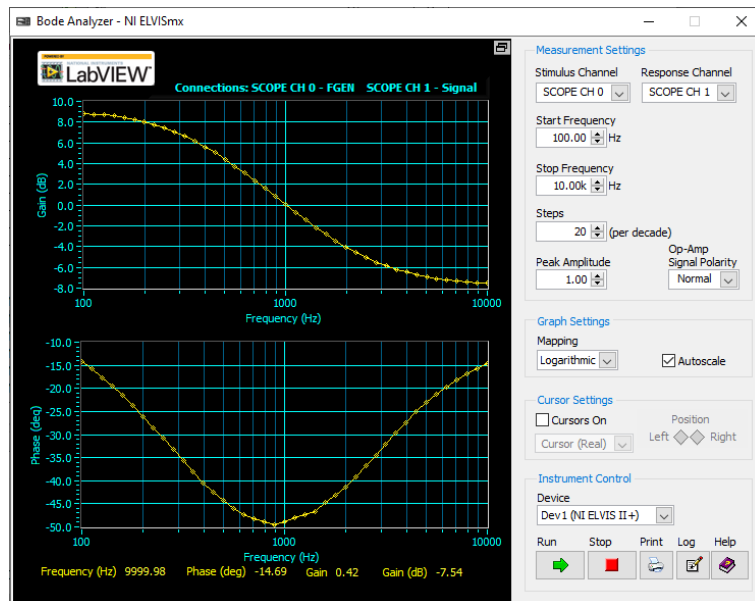 Bode Analyzer - NI ELVISmx
POWERED BY
NATIONAL INSTRUMENTS
LabVIEW™
Connections: SCOPE CH 0 - FGEN SCOPE CH 1 - Signal
10.0
8.0
6.0
4.0
2.0
0.0
-2.0
-4.0
-6.0
-8.0
Gain (dB)
100 1000 10000
Frequency (Hz)
-10.0
-15.0
-20.0
-25.0
-30.0
-35.0
-40.0
-45.0
-50.0
Phase (deg)
100 1000 10000
Frequency (Hz)
Frequency (Hz) 9999.98 Phase (deg) -14.69 Gain 0.42 Gain (dB) -7.54
Measurement Settings
Stimulus Channel Response Channel
SCOPE CH 0 SCOPE CH 1
Start Frequency
100.00 Hz
Stop Frequency
10.00k Hz
Steps
20 (per decade)
Op-Amp
Peak Amplitude Signal Polarity
1.00 Normal
Graph Settings
Mapping
Logarithmic Autoscale
Cursor Settings
Cursors On Position
Cursor (Real) Left Right
Instrument Control
Device
Dev1 (NI ELVIS II+)
Run Stop Print Log Help